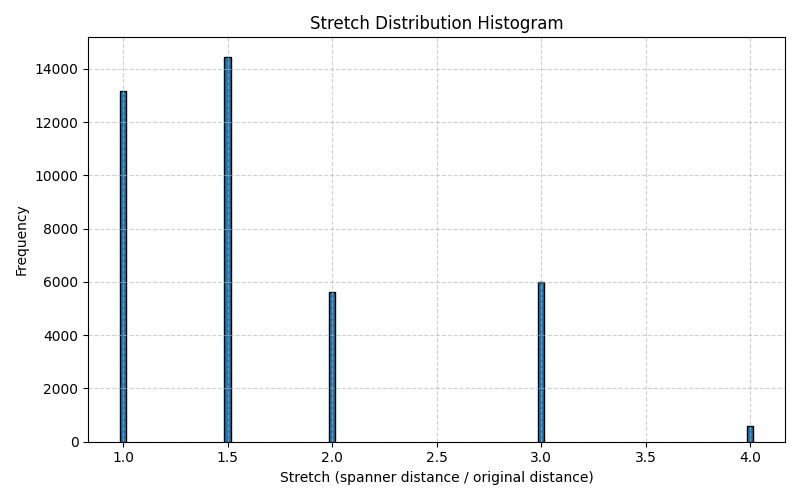 Stretch Distribution Histogram
14000
12000
10000
8000
6000
4000
2000
0
Frequency
1.0 1.5 2.0 2.5 3.0 3.5 4.0
Stretch (spanner distance / original distance)